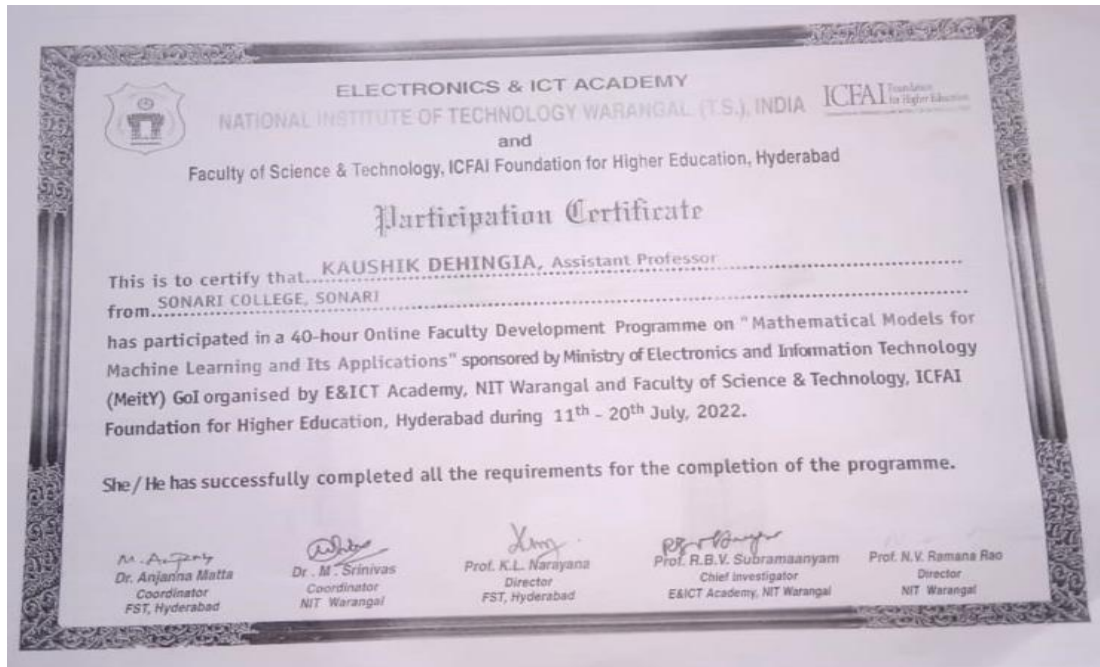 ELECTRONICS & ICT ACADEMY
NATIONAL INSTITUTE OF TECHNOLOGY WARANGAL (T.S.), INDIA
ICFAI Foundation for Higher Education
and
Faculty of Science & Technology, ICFAI Foundation for Higher Education, Hyderabad
Participation Certificate
This is to certify that KAUSHIK DEHINGIA, Assistant Professor
from SONARI COLLEGE, SONARI
has participated in a 40-hour Online Faculty Development Programme on "Mathematical Models for
Machine Learning and Its Applications" sponsored by Ministry of Electronics and Information Technology
(MeitY) GoI organised by E&ICT Academy, NIT Warangal and Faculty of Science & Technology, ICFAI
Foundation for Higher Education, Hyderabad during 11th - 20th July, 2022.
She/He has successfully completed all the requirements for the completion of the programme.
Dr. Anjanna Matta
Coordinator
FST, Hyderabad
Dr. M. Srinivas
Coordinator
NIT Warangal
Prof. K.L. Narayana
Director
FST, Hyderabad
Prof. R.B.V. Subramaanyam
Chief Investigator
E&ICT Academy, NIT Warangal
Prof. N.V. Ramana Rao
Director
NIT Warangal